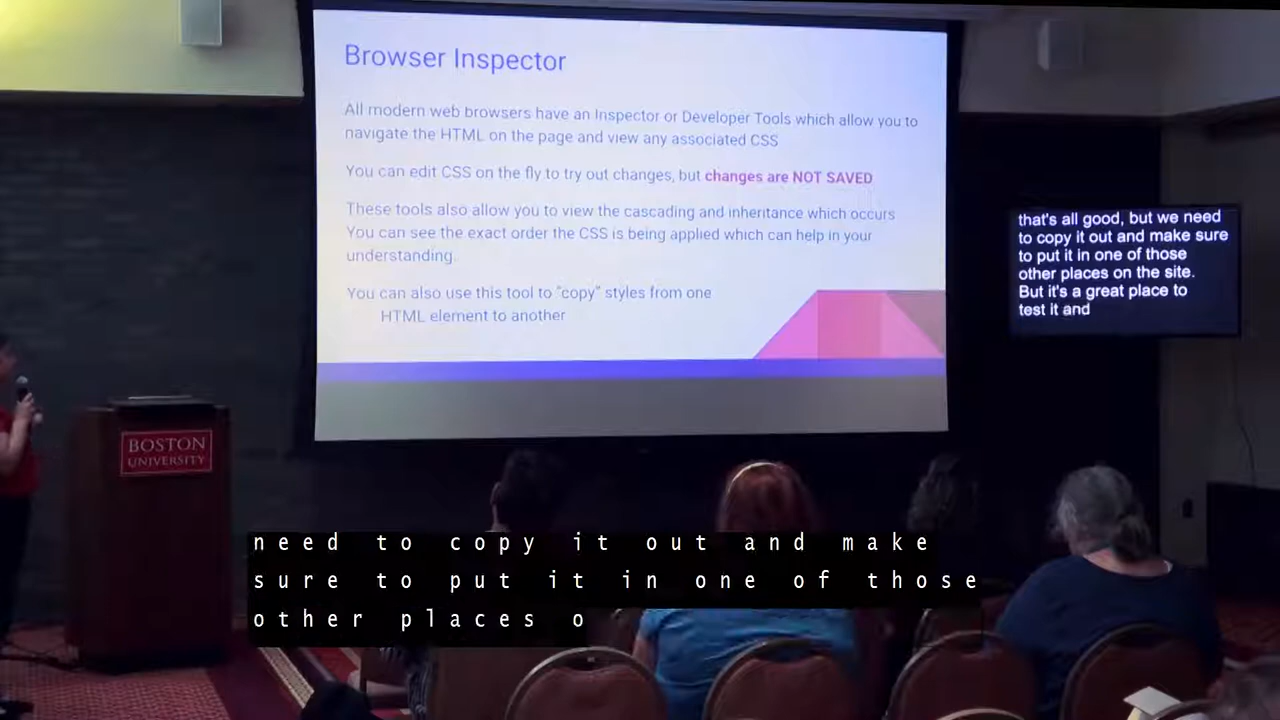 Browser Inspector
All modern web browsers have an Inspector or Developer Tools which allow you to
navigate the HTML on the page and view any associated CSS
You can edit CSS on the fly to try out changes, but changes are NOT SAVED
These tools also allow you to view the cascading and inheritance which occurs
You can see the exact order the CSS is being applied which can help in your
understanding.
You can also use this tool to "copy" styles from one
HTML element to another
that's all good, but we need
to copy it out and make sure
to put it in one of those
other places on the site.
But it's a great place to
test it and
BOSTON
UNIVERSITY
need to copy it out and make
sure to put it in one of those
other places o